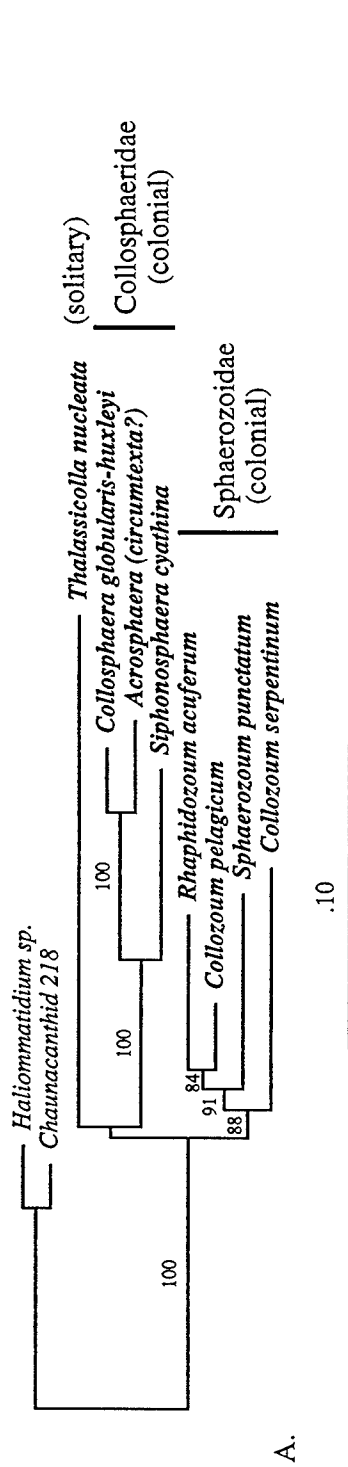 Haliommatidium sp.
Chaunacanthid 218
Thalassicolla nucleata
(solitary)
Collosphaera globularis-huxleyi
Acrosphaera (circumtexta?)
Siphonosphaera cyathina
Collosphaeridae
(colonial)
Rhaphidozoum acuferum
Collozoum pelagicum
Sphaerozoum punctatum
Collozoum serpentinum
Sphaerozoidae
(colonial)
100
100
100
84
91
88
.10
A.